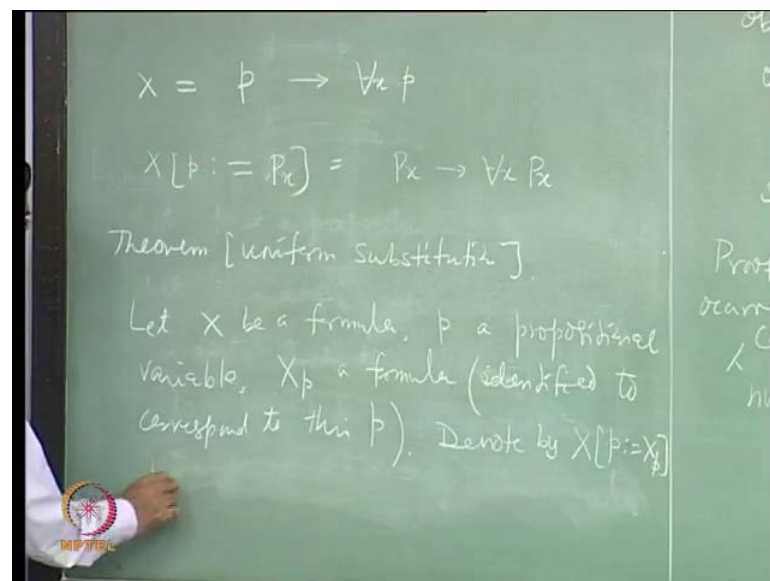 X = p → ∀x p
X[p := Px] = Px → ∀x Px
Theorem [uniform substitution].
Let X be a formula, p a propositional
variable, Xp a formula (identified to
correspond to this p). Denote by X[p:=Xp]
Proof
NPTEL